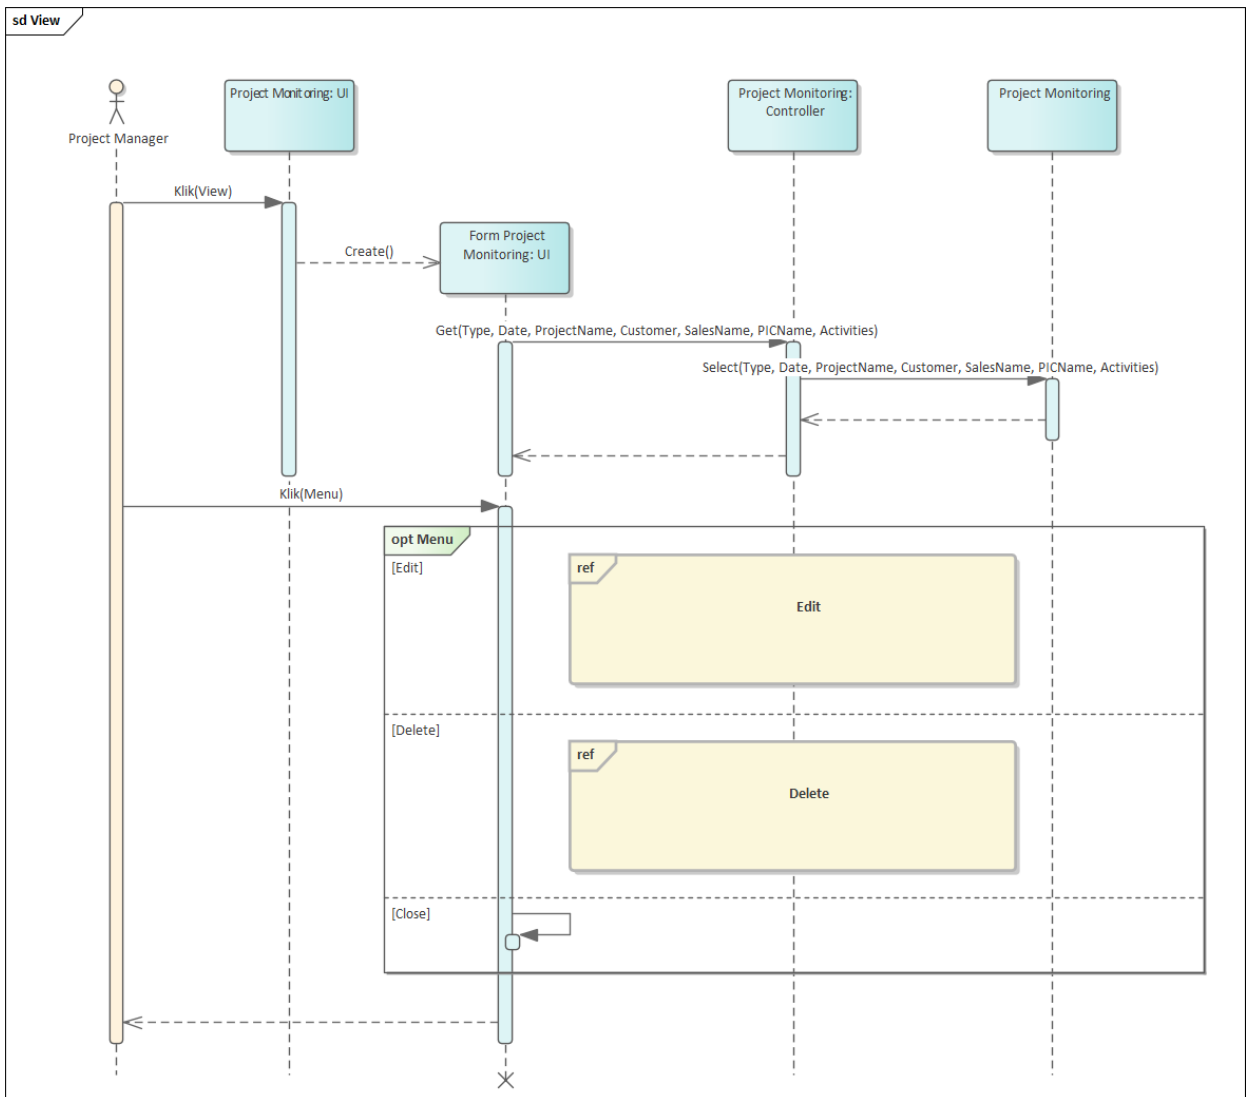 sd View
Project Manager
Project Monitoring: UI
Project Monitoring:
Controller
Project Monitoring
Klik(View)
Form Project
Monitoring: UI
Create()
Get(Type, Date, ProjectName, Customer, SalesName, PICName, Activities)
Select(Type, Date, ProjectName, Customer, SalesName, PICName, Activities)
Klik(Menu)
opt Menu
[Edit]
ref
Edit
[Delete]
ref
Delete
[Close]